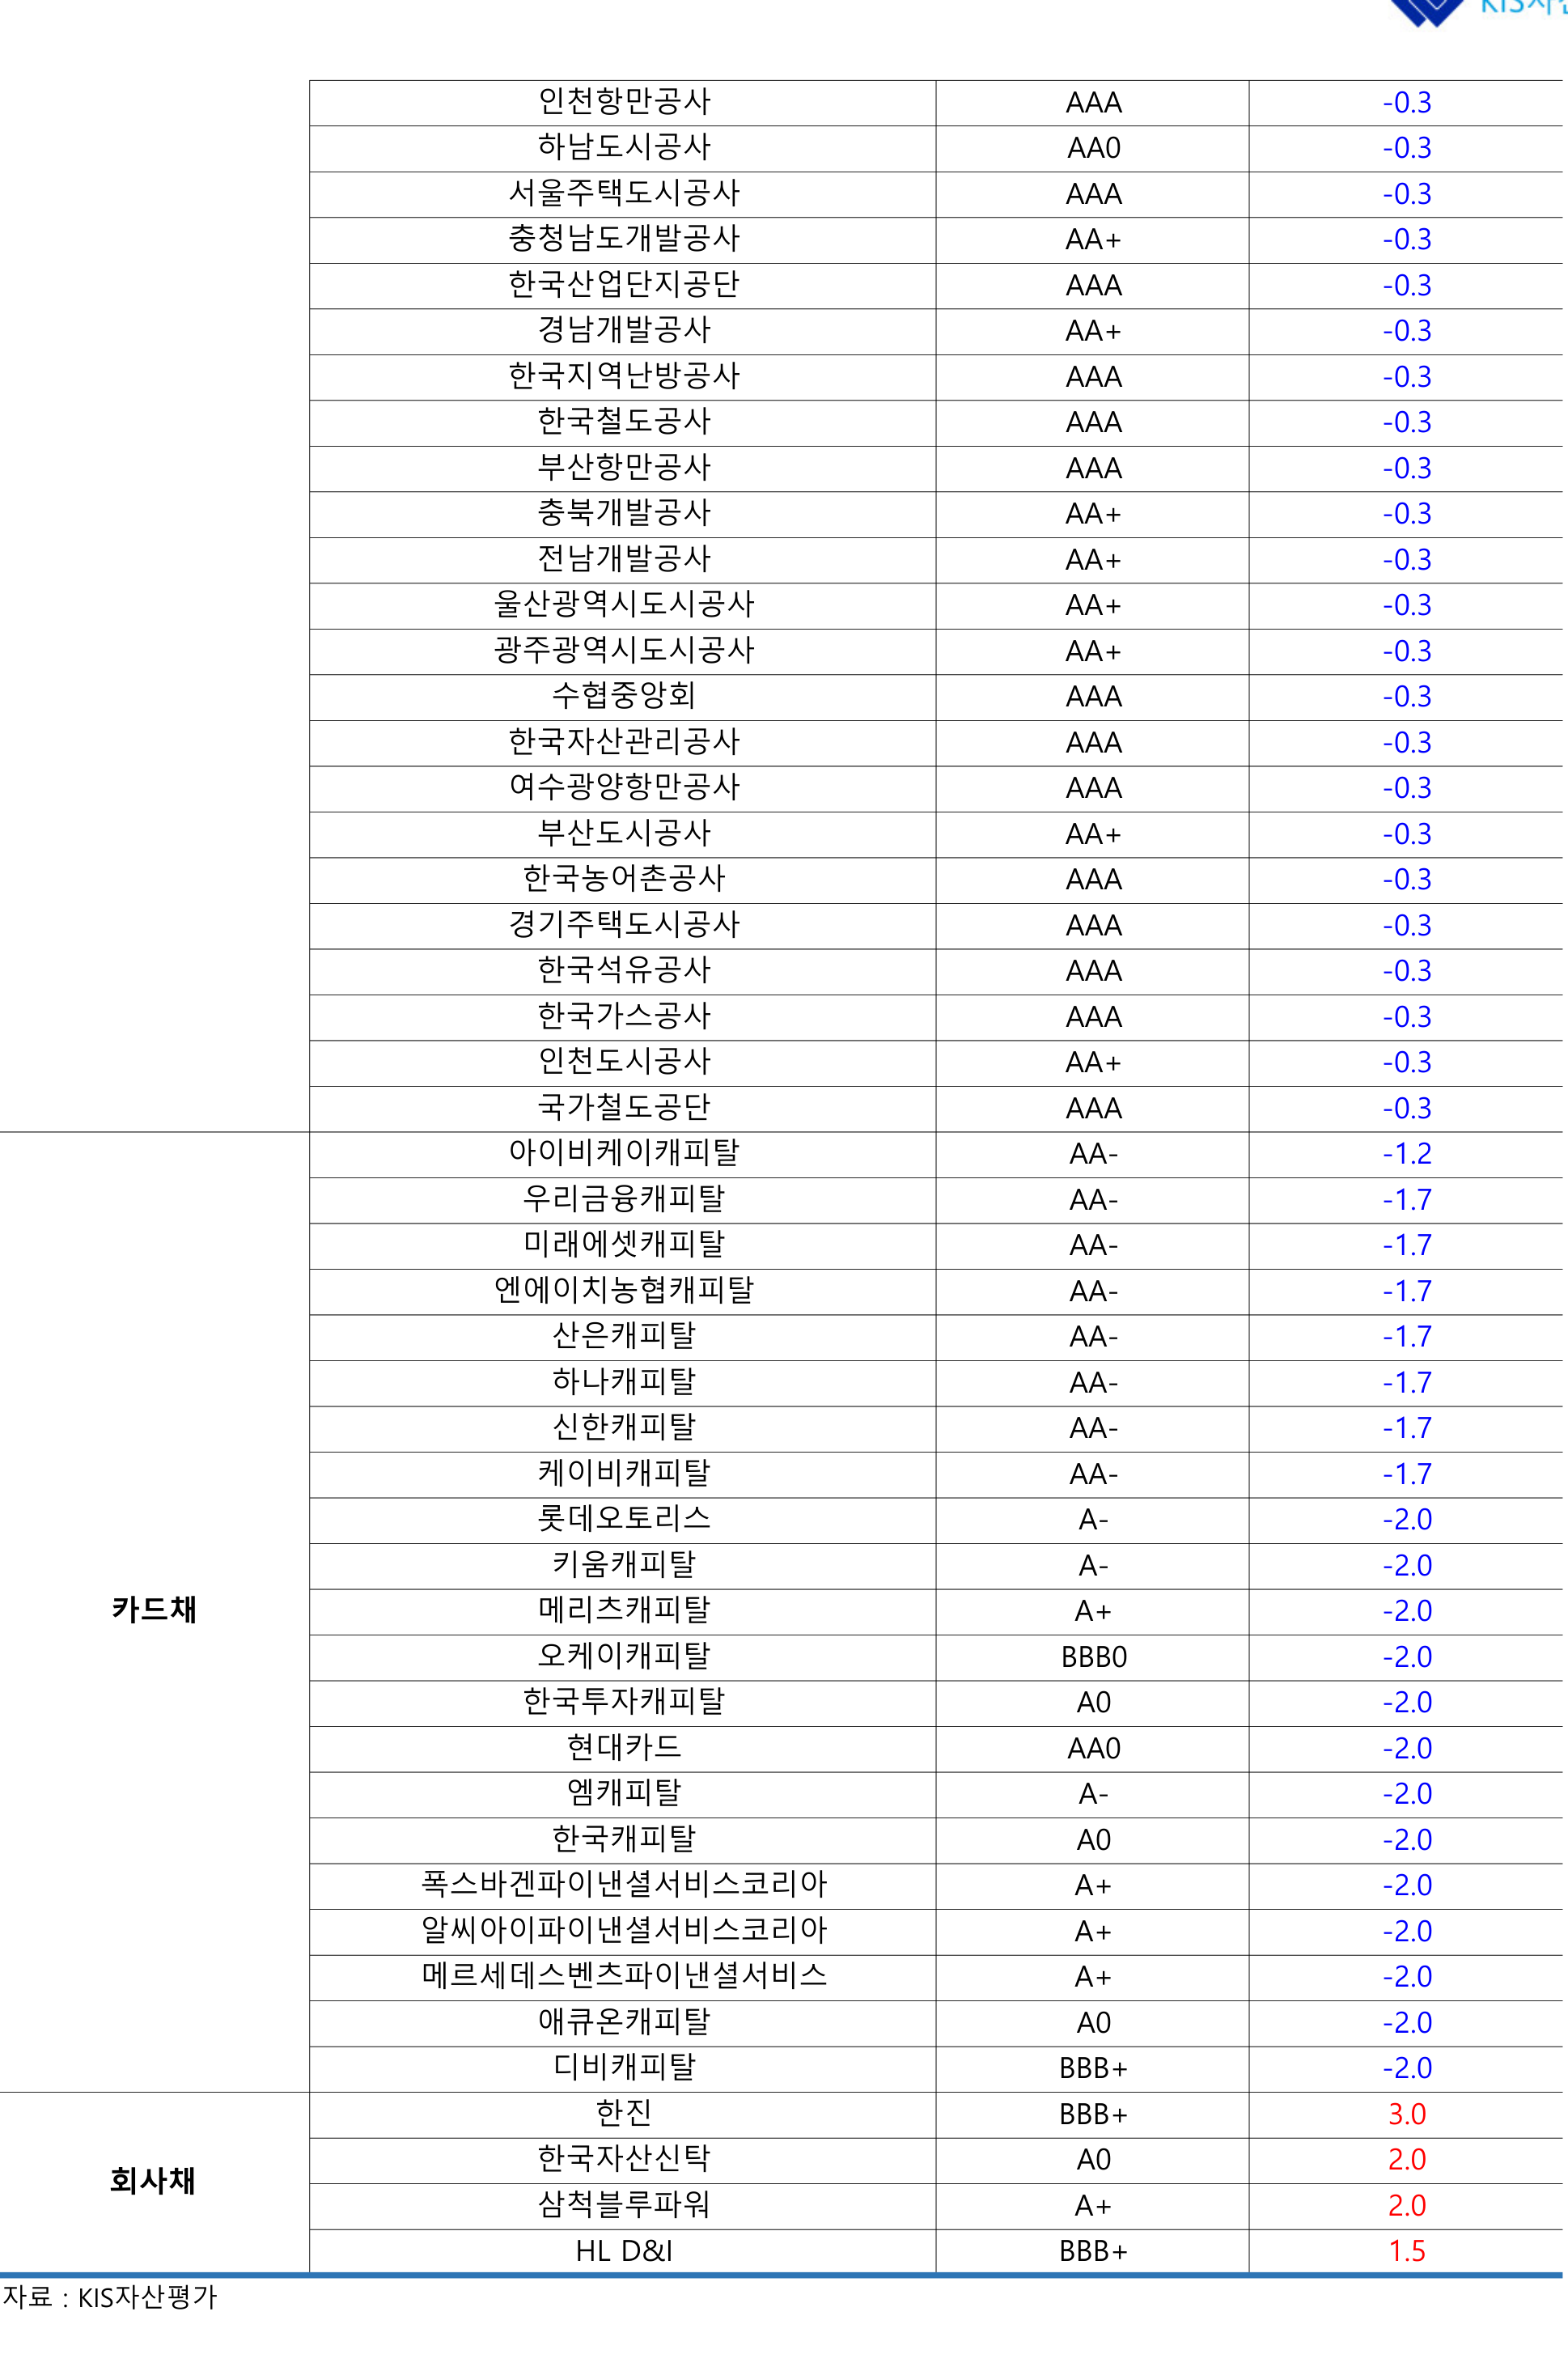 인천항만공사 AAA -0.3
하남도시공사 AA0 -0.3
서울주택도시공사 AAA -0.3
충청남도개발공사 AA+ -0.3
한국산업단지공단 AAA -0.3
경남개발공사 AA+ -0.3
한국지역난방공사 AAA -0.3
한국철도공사 AAA -0.3
부산항만공사 AAA -0.3
충북개발공사 AA+ -0.3
전남개발공사 AA+ -0.3
울산광역시도시공사 AA+ -0.3
광주광역시도시공사 AA+ -0.3
수협중앙회 AAA -0.3
한국자산관리공사 AAA -0.3
여수광양항만공사 AAA -0.3
부산도시공사 AA+ -0.3
한국농어촌공사 AAA -0.3
경기주택도시공사 AAA -0.3
한국석유공사 AAA -0.3
한국가스공사 AAA -0.3
인천도시공사 AA+ -0.3
국가철도공단 AAA -0.3
아이비케이캐피탈 AA- -1.2
우리금융캐피탈 AA- -1.7
미래에셋캐피탈 AA- -1.7
엔에이치농협캐피탈 AA- -1.7
산은캐피탈 AA- -1.7
하나캐피탈 AA- -1.7
신한캐피탈 AA- -1.7
케이비캐피탈 AA- -1.7
롯데오토리스 A- -2.0
키움캐피탈 A- -2.0
카드채 메리츠캐피탈 A+ -2.0
오케이캐피탈 BBB0 -2.0
한국투자캐피탈 A0 -2.0
현대카드 AA0 -2.0
엠캐피탈 A- -2.0
한국캐피탈 A0 -2.0
폭스바겐파이낸셜서비스코리아 A+ -2.0
알씨아이파이낸셜서비스코리아 A+ -2.0
메르세데스벤츠파이낸셜서비스 A+ -2.0
애큐온캐피탈 A0 -2.0
디비캐피탈 BBB+ -2.0
한진 BBB+ 3.0
한국자산신탁 A0 2.0
회사채
삼척블루파워 A+ 2.0
HL D&I BBB+ 1.5
자료 : KIS자산평가